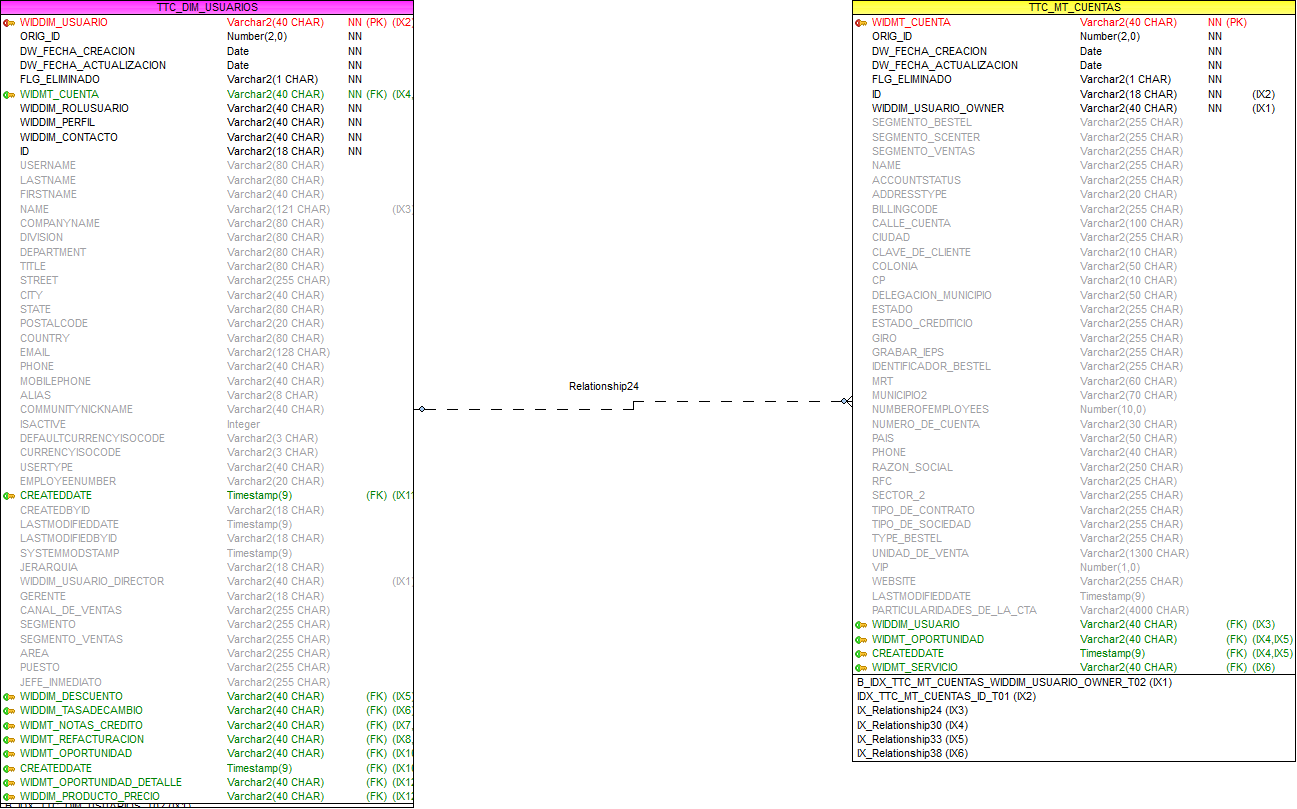 TTC_DIM_USUARIOS
WIDDIM_USUARIO Varchar2(40 CHAR) NN (PK) (IX2)
ORIG_ID Number(2,0) NN
DW_FECHA_CREACION Date NN
DW_FECHA_ACTUALIZACION Date NN
FLG_ELIMINADO Varchar2(1 CHAR) NN
WIDMT_CUENTA Varchar2(40 CHAR) NN (FK) (IX4,
WIDDIM_ROLUSUARIO Varchar2(40 CHAR) NN
WIDDIM_PERFIL Varchar2(40 CHAR) NN
WIDDIM_CONTACTO Varchar2(40 CHAR) NN
ID Varchar2(18 CHAR) NN
USERNAME Varchar2(80 CHAR)
LASTNAME Varchar2(80 CHAR)
FIRSTNAME Varchar2(40 CHAR)
NAME Varchar2(121 CHAR) (IX3)
COMPANYNAME Varchar2(80 CHAR)
DIVISION Varchar2(80 CHAR)
DEPARTMENT Varchar2(80 CHAR)
TITLE Varchar2(80 CHAR)
STREET Varchar2(255 CHAR)
CITY Varchar2(40 CHAR)
STATE Varchar2(80 CHAR)
POSTALCODE Varchar2(20 CHAR)
COUNTRY Varchar2(80 CHAR)
EMAIL Varchar2(128 CHAR)
PHONE Varchar2(40 CHAR)
MOBILEPHONE Varchar2(40 CHAR)
ALIAS Varchar2(8 CHAR)
COMMUNITYNICKNAME Varchar2(40 CHAR)
ISACTIVE Integer
DEFAULTCURRENCYISOCODE Varchar2(3 CHAR)
CURRENCYISOCODE Varchar2(3 CHAR)
USERTYPE Varchar2(40 CHAR)
EMPLOYEENUMBER Varchar2(20 CHAR)
CREATEDDATE Timestamp(9) (FK) (IX11
CREATEDBYID Varchar2(18 CHAR)
LASTMODIFIEDDATE Timestamp(9)
LASTMODIFIEDBYID Varchar2(18 CHAR)
SYSTEMMODSTAMP Timestamp(9)
JERARQUIA Varchar2(18 CHAR)
WIDDIM_USUARIO_DIRECTOR Varchar2(40 CHAR) (IX1)
GERENTE Varchar2(18 CHAR)
CANAL_DE_VENTAS Varchar2(255 CHAR)
SEGMENTO Varchar2(255 CHAR)
SEGMENTO_VENTAS Varchar2(255 CHAR)
AREA Varchar2(255 CHAR)
PUESTO Varchar2(255 CHAR)
JEFE_INMEDIATO Varchar2(255 CHAR)
WIDDIM_DESCUENTO Varchar2(40 CHAR) (FK) (IX5
WIDDIM_TASADECAMBIO Varchar2(40 CHAR) (FK) (IX6
WIDMT_NOTAS_CREDITO Varchar2(40 CHAR) (FK) (IX7,
WIDMT_REFACTURACION Varchar2(40 CHAR) (FK) (IX8,
WIDMT_OPORTUNIDAD Varchar2(40 CHAR) (FK) (IX10
CREATEDDATE Timestamp(9) (FK) (IX10
WIDMT_OPORTUNIDAD_DETALLE Varchar2(40 CHAR) (FK) (IX12
WIDDIM_PRODUCTO_PRECIO Varchar2(40 CHAR) (FK) (IX12
Relationship24
TTC_MT_CUENTAS
WIDMT_CUENTA Varchar2(40 CHAR) NN (PK)
ORIG_ID Number(2,0) NN
DW_FECHA_CREACION Date NN
DW_FECHA_ACTUALIZACION Date NN
FLG_ELIMINADO Varchar2(1 CHAR) NN
ID Varchar2(18 CHAR) NN (IX2)
WIDDIM_USUARIO_OWNER Varchar2(40 CHAR) NN (IX1)
SEGMENTO_BESTEL Varchar2(255 CHAR)
SEGMENTO_SCENTER Varchar2(255 CHAR)
SEGMENTO_VENTAS Varchar2(255 CHAR)
NAME Varchar2(255 CHAR)
ACCOUNTSTATUS Varchar2(255 CHAR)
ADDRESSTYPE Varchar2(20 CHAR)
BILLINGCODE Varchar2(255 CHAR)
CALLE_CUENTA Varchar2(100 CHAR)
CIUDAD Varchar2(255 CHAR)
CLAVE_DE_CLIENTE Varchar2(10 CHAR)
COLONIA Varchar2(50 CHAR)
CP Varchar2(10 CHAR)
DELEGACION_MUNICIPIO Varchar2(50 CHAR)
ESTADO Varchar2(255 CHAR)
ESTADO_CREDITICIO Varchar2(255 CHAR)
GIRO Varchar2(255 CHAR)
GRABAR_IEPS Varchar2(255 CHAR)
IDENTIFICADOR_BESTEL Varchar2(255 CHAR)
MRT Varchar2(60 CHAR)
MUNICIPIO2 Varchar2(70 CHAR)
NUMBEROFEMPLOYEES Number(10,0)
NUMERO_DE_CUENTA Varchar2(30 CHAR)
PAIS Varchar2(50 CHAR)
PHONE Varchar2(40 CHAR)
RAZON_SOCIAL Varchar2(250 CHAR)
RFC Varchar2(25 CHAR)
SECTOR_2 Varchar2(255 CHAR)
TIPO_DE_CONTRATO Varchar2(255 CHAR)
TIPO_DE_SOCIEDAD Varchar2(255 CHAR)
TYPE_BESTEL Varchar2(255 CHAR)
UNIDAD_DE_VENTA Varchar2(1300 CHAR)
VIP Number(1,0)
WEBSITE Varchar2(255 CHAR)
LASTMODIFIEDDATE Timestamp(9)
PARTICULARIDADES_DE_LA_CTA Varchar2(4000 CHAR)
WIDDIM_USUARIO Varchar2(40 CHAR) (FK) (IX3)
WIDMT_OPORTUNIDAD Varchar2(40 CHAR) (FK) (IX4,IX5)
CREATEDDATE Timestamp(9) (FK) (IX4,IX5)
WIDMT_SERVICIO Varchar2(40 CHAR) (FK) (IX6)
B_IDX_TTC_MT_CUENTAS_WIDDIM_USUARIO_OWNER_T02 (IX1)
IDX_TTC_MT_CUENTAS_ID_T01 (IX2)
IX_Relationship24 (IX3)
IX_Relationship30 (IX4)
IX_Relationship33 (IX5)
IX_Relationship38 (IX6)